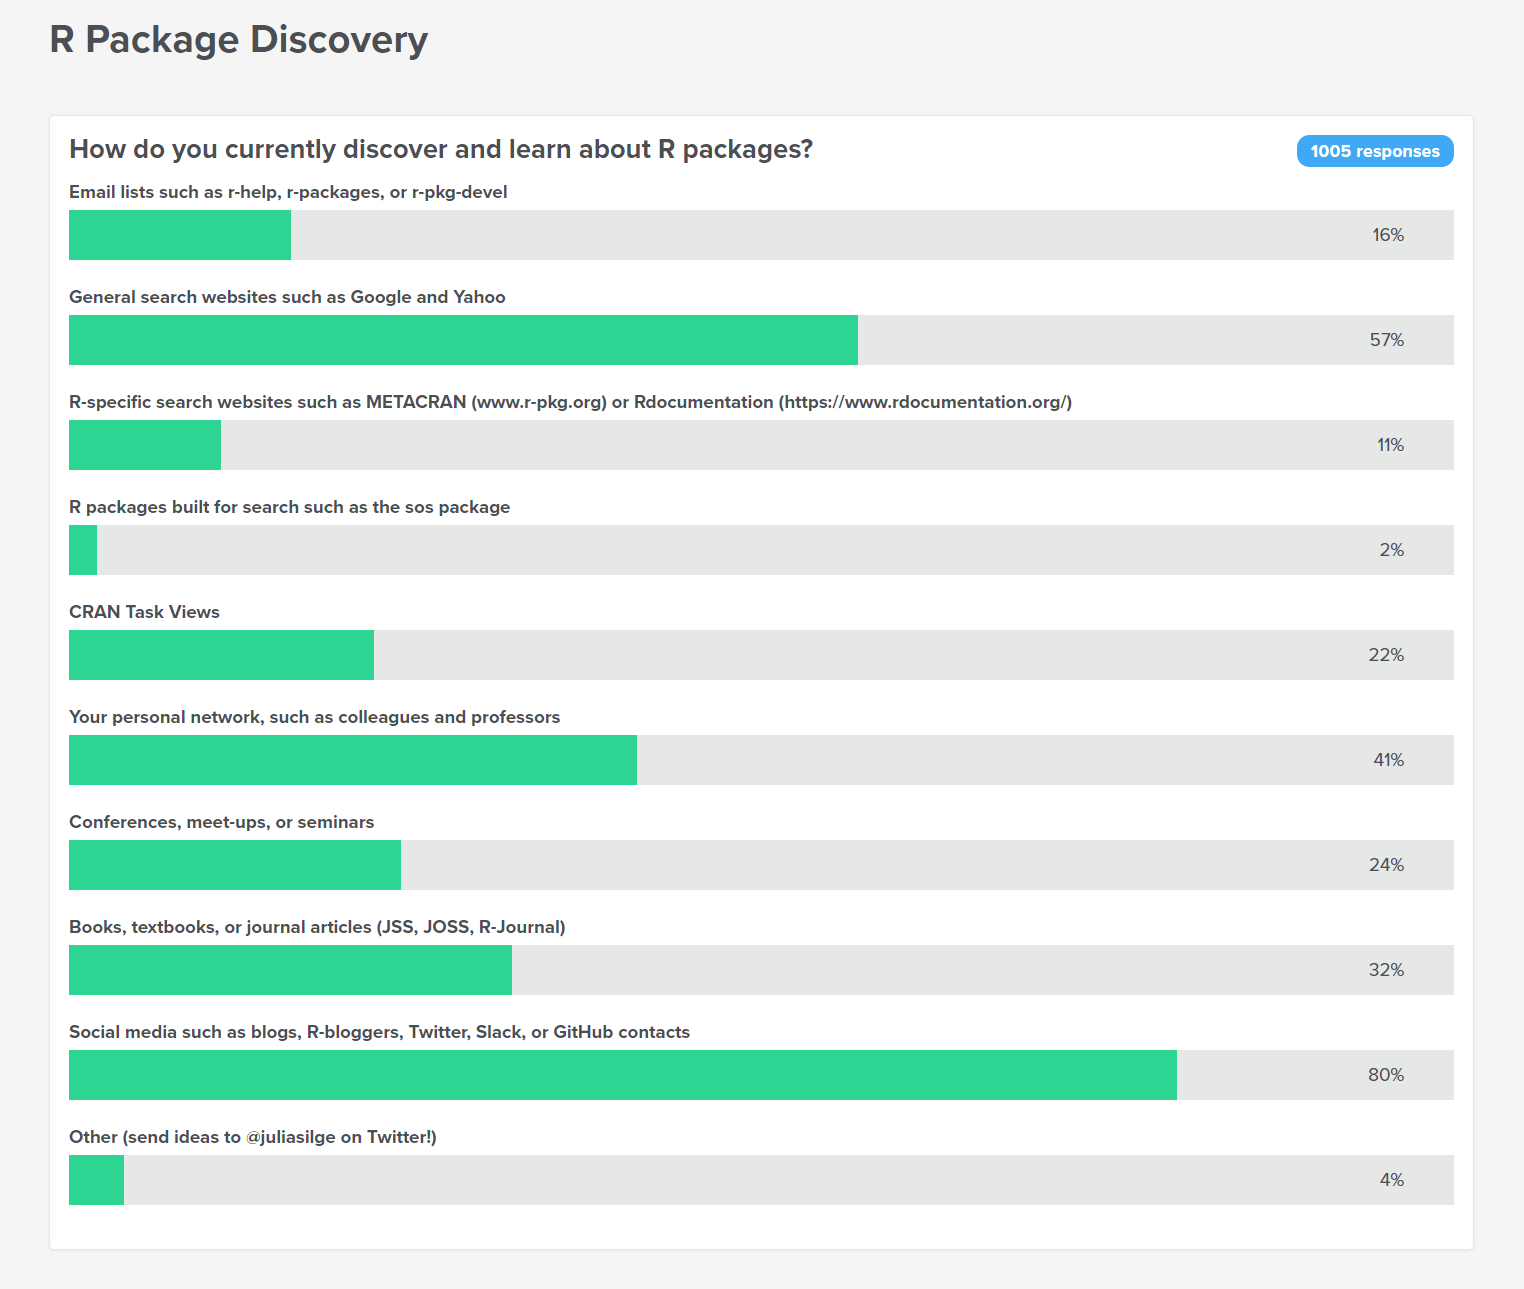 R Package Discovery
How do you currently discover and learn about R packages?
1005 responses
Email lists such as r-help, r-packages, or r-pkg-devel
16%
General search websites such as Google and Yahoo
57%
R-specific search websites such as METACRAN (www.r-pkg.org) or Rdocumentation (https://www.rdocumentation.org/)
11%
R packages built for search such as the sos package
2%
CRAN Task Views
22%
Your personal network, such as colleagues and professors
41%
Conferences, meet-ups, or seminars
24%
Books, textbooks, or journal articles (JSS, JOSS, R-Journal)
32%
Social media such as blogs, R-bloggers, Twitter, Slack, or GitHub contacts
80%
Other (send ideas to @juliasilge on Twitter!)
4%